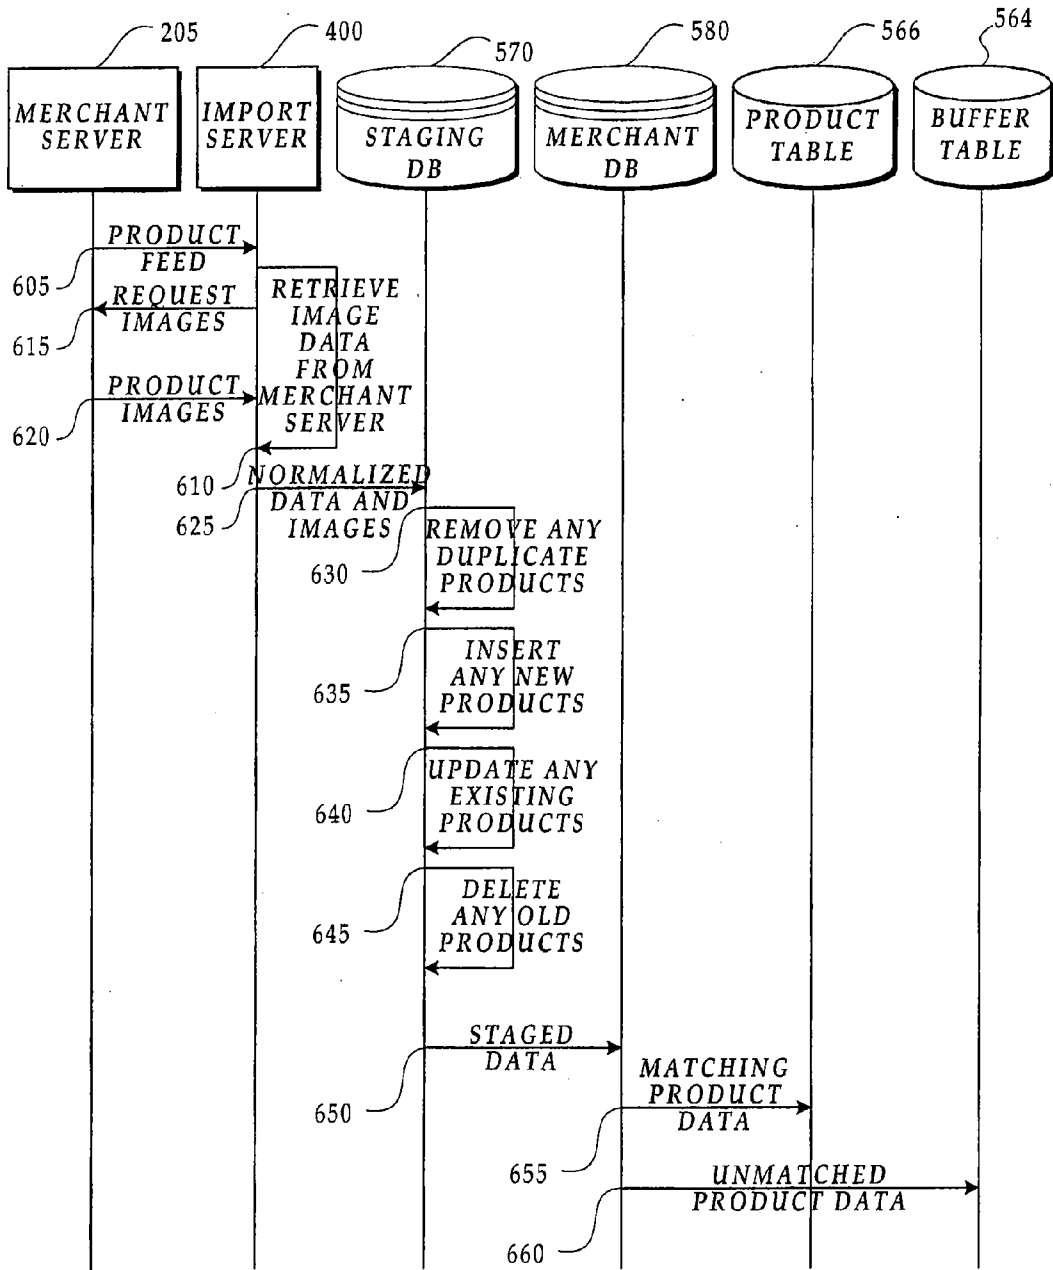 205
400
570
580
566
564
MERCHANT
SERVER
IMPORT
SERVER
STAGING
DB
MERCHANT
DB
PRODUCT
TABLE
BUFFER
TABLE
PRODUCT
FEED
605
REQUEST
IMAGES
615
RETRIEVE
IMAGE
DATA
FROM
MERCHANT
SERVER
PRODUCT
IMAGES
620
610
NORMALIZED
DATA AND
IMAGES
625
REMOVE ANY
DUPLICATE
PRODUCTS
630
INSERT
ANY NEW
PRODUCTS
635
UPDATE ANY
EXISTING
PRODUCTS
640
DELETE
ANY OLD
PRODUCTS
645
STAGED
DATA
650
MATCHING
PRODUCT
DATA
655
UNMATCHED
PRODUCT DATA
660